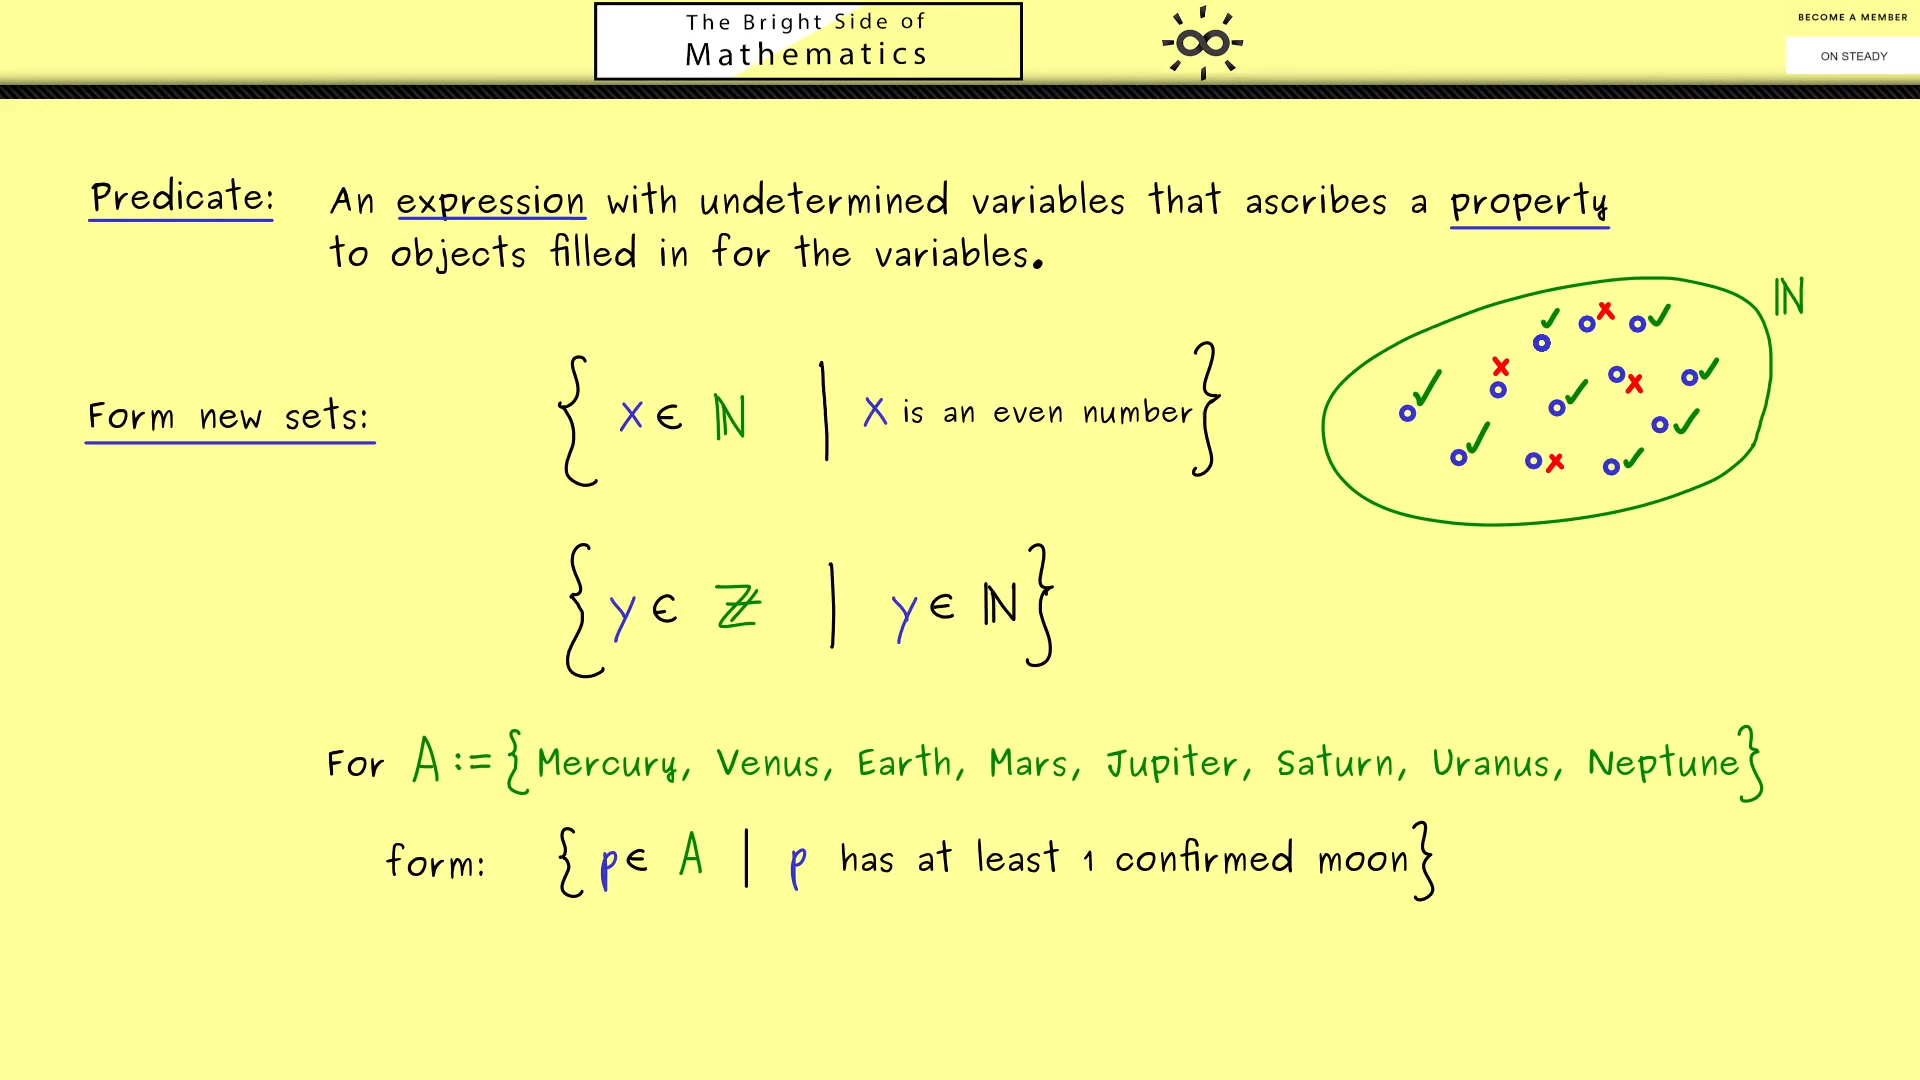 The Bright Side of
Mathematics
BECOME A MEMBER
ON STEADY
Predicate: An expression with undetermined variables that ascribes a property
to objects filled in for the variables.
ℕ
Form new sets: { x ∈ ℕ | x is an even number }
{ y ∈ ℤ | y ∈ ℕ }
For A := { Mercury, Venus, Earth, Mars, Jupiter, Saturn, Uranus, Neptune }
form: { p ∈ A | p has at least 1 confirmed moon }